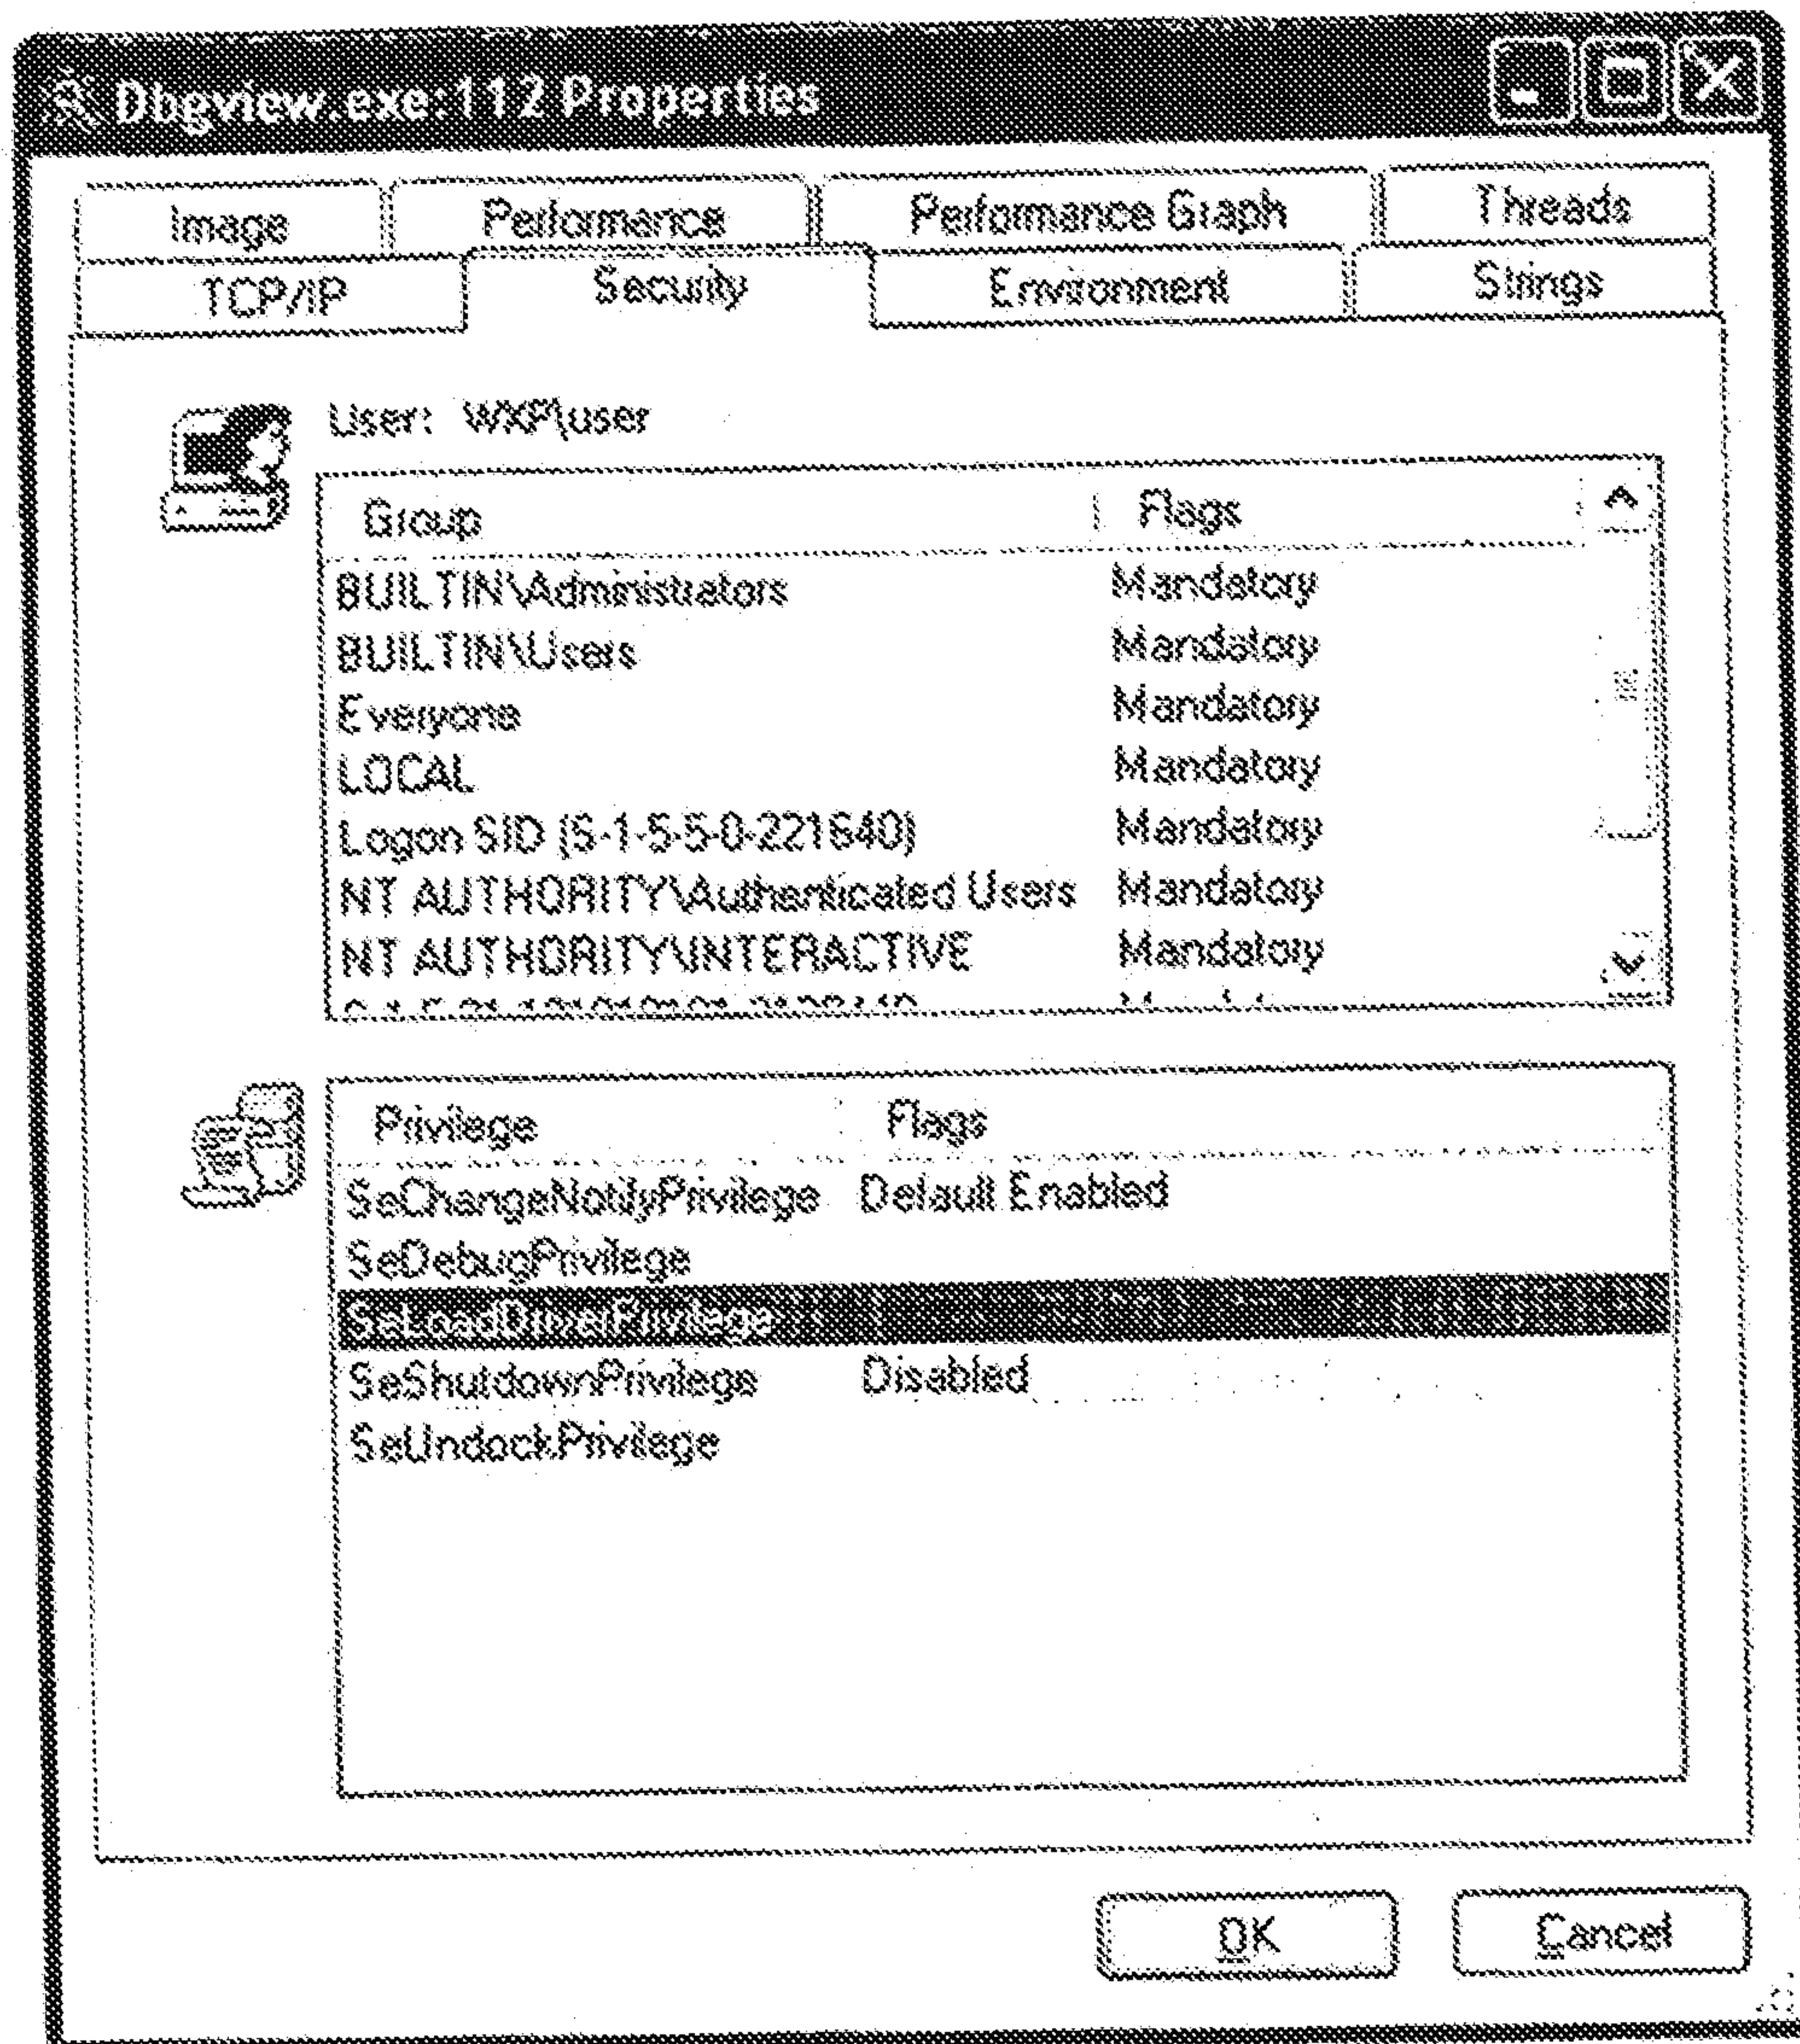 Dbgview.exe:112 Properties
Image Performance Performance Graph Threads
TCP/IP Security Environment Strings
User: WXP\user
Group Flags
BUILTIN\Administrators Mandatory
BUILTIN\Users Mandatory
Everyone Mandatory
LOCAL Mandatory
Logon SID (S-1-5-5-0-221640) Mandatory
NT AUTHORITY\Authenticated Users Mandatory
NT AUTHORITY\INTERACTIVE Mandatory
Privilege Flags
SeChangeNotifyPrivilege Default Enabled
SeDebugPrivilege
SeLoadDriverPrivilege
SeShutdownPrivilege Disabled
SeUndockPrivilege
OK Cancel